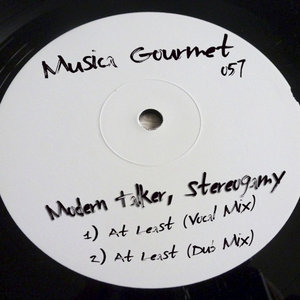 Musica Gourmet
057
Modern talker, Stereogamy
1) At Least (Vocal Mix)
2) At Least (Dub Mix)